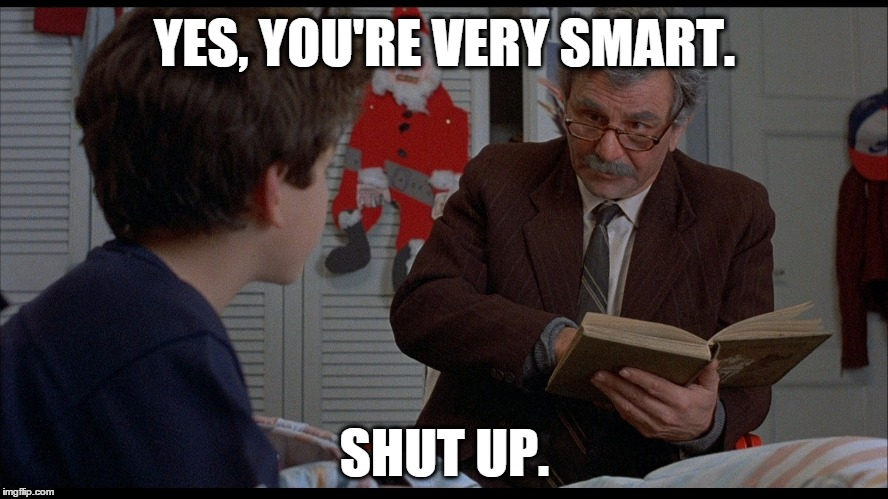 YES, YOU'RE VERY SMART.
SHUT UP.
imgflip.com